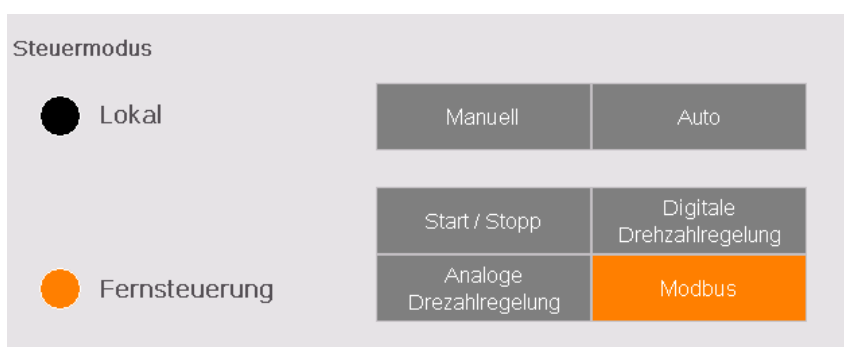 Steuermodus
Lokal
Manuell
Auto
Start / Stopp
Digitale
Drehzahlregelung
Fernsteuerung
Analoge
Drezahlregelung
Modbus